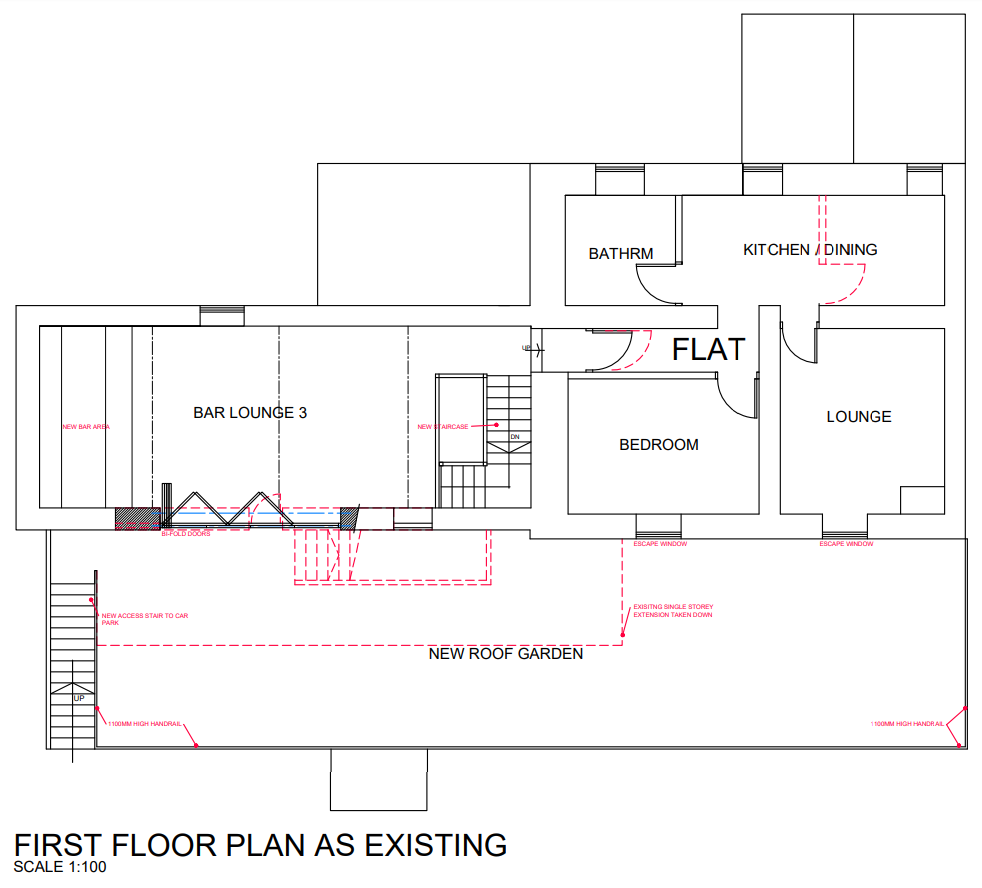 BATHRM
KITCHEN / DINING
UP
FLAT
BAR LOUNGE 3
NEW BAR AREA
NEW STAIRCASE
DN
BEDROOM
LOUNGE
BI-FOLD DOORS
ESCAPE WINDOW
ESCAPE WINDOW
NEW ACCESS STAIR TO CAR
PARK
EXISITNG SINGLE STOREY
EXTENSION TAKEN DOWN
NEW ROOF GARDEN
UP
1100MM HIGH HANDRAIL
1100MM HIGH HANDRAIL
FIRST FLOOR PLAN AS EXISTING
SCALE 1:100